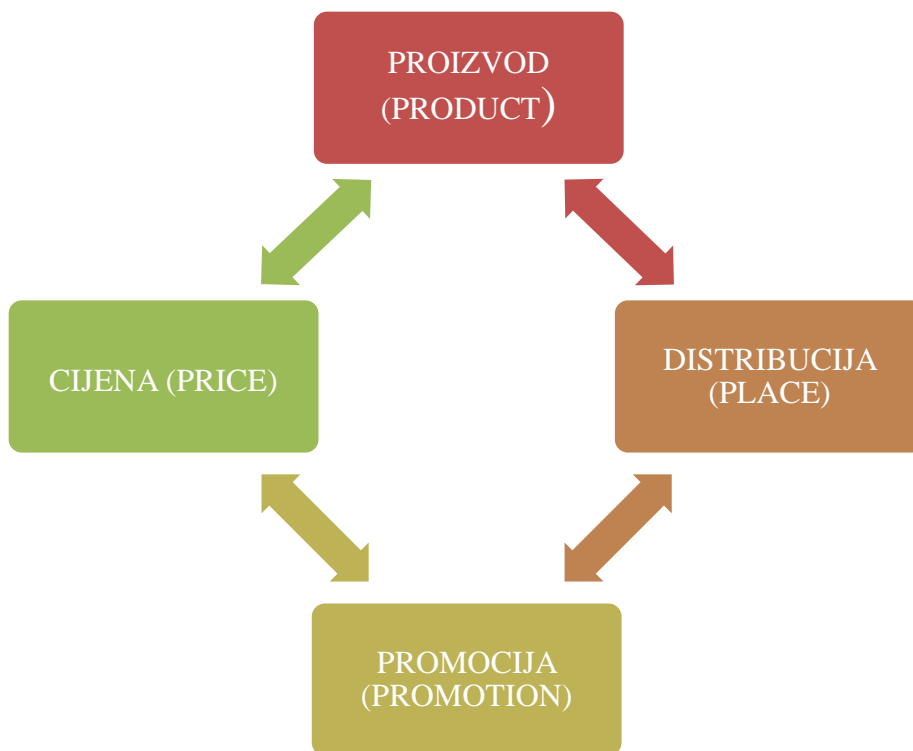 PROIZVOD
(PRODUCT)
CIJENA (PRICE)
DISTRIBUCIJA
(PLACE)
PROMOCIJA
(PROMOTION)